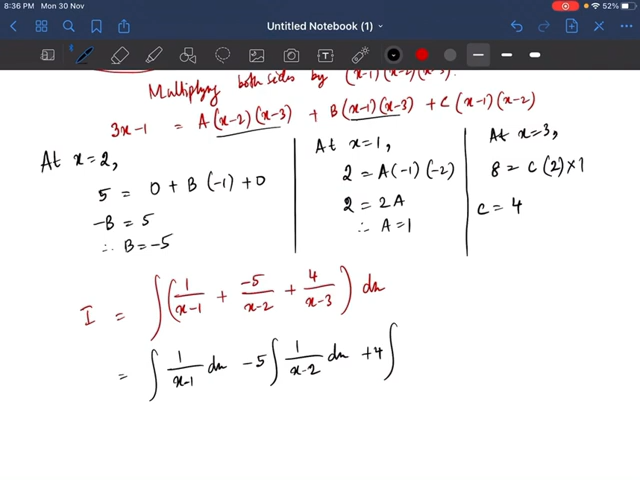 8:36 PM Mon 30 Nov
52%
Untitled Notebook (1)
Multiplying both sides by (x-1)(x-2)(x-3).
3x-1 = A(x-2)(x-3) + B(x-1)(x-3) + C(x-1)(x-2)
At x=2,
5 = 0 + B(-1) + 0
-B = 5
∴ B = -5
At x=1,
2 = A(-1)(-2)
2 = 2A
∴ A=1
At x=3,
8 = C(2)×1
C = 4
I = ∫(1/(x-1) + -5/(x-2) + 4/(x-3)) dx
= ∫ 1/(x-1) dx -5∫ 1/(x-2) dx +4∫